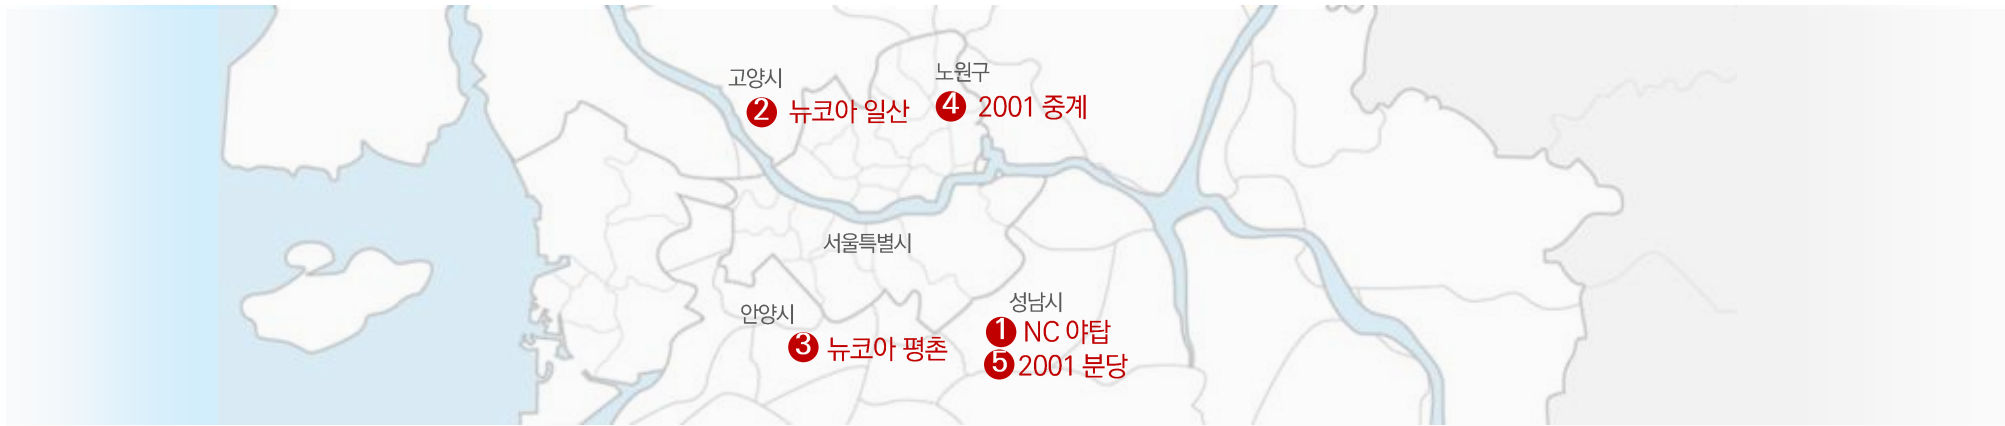 고양시
2 뉴코아 일산
노원구
4 2001 중계
서울특별시
안양시
3 뉴코아 평촌
성남시
1 NC 야탑
5 2001 분당